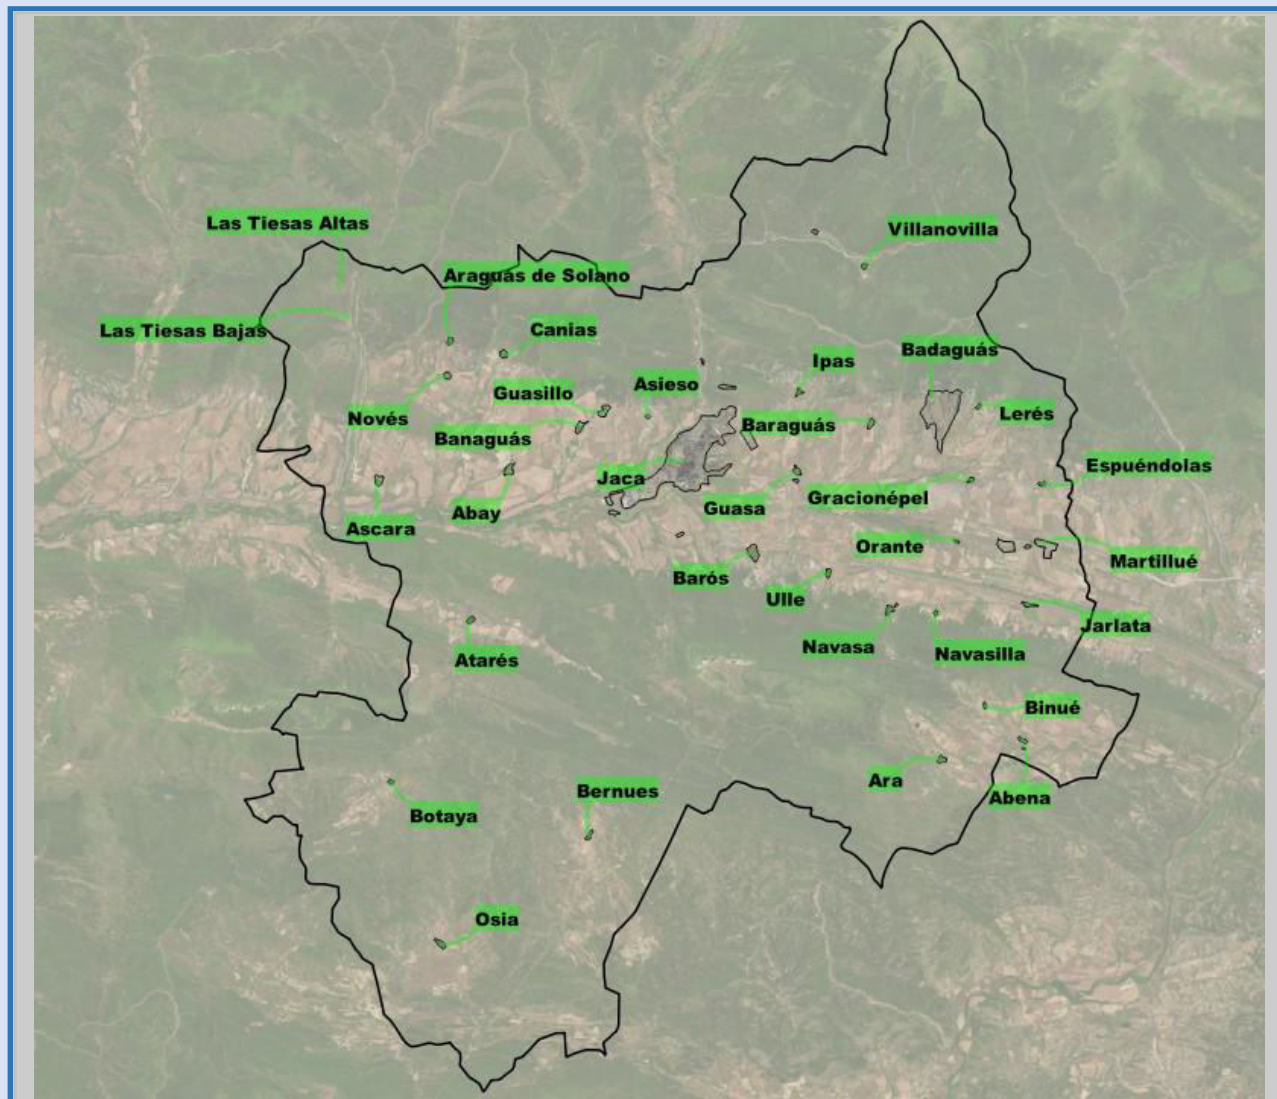 Las Tiesas Altas
Villanovilla
Araguás de Solano
Las Tiesas Bajas
Canias
Badaguás
Ipas
Guasillo
Asieso
Novés
Lerés
Banaguás
Baraguás
Espuéndolas
Jaca
Gracionépel
Guasa
Abay
Ascara
Orante
Martillué
Barós
Ulle
Jarlata
Navasa
Navasilla
Atarés
Binué
Ara
Bernues
Abena
Botaya
Osia